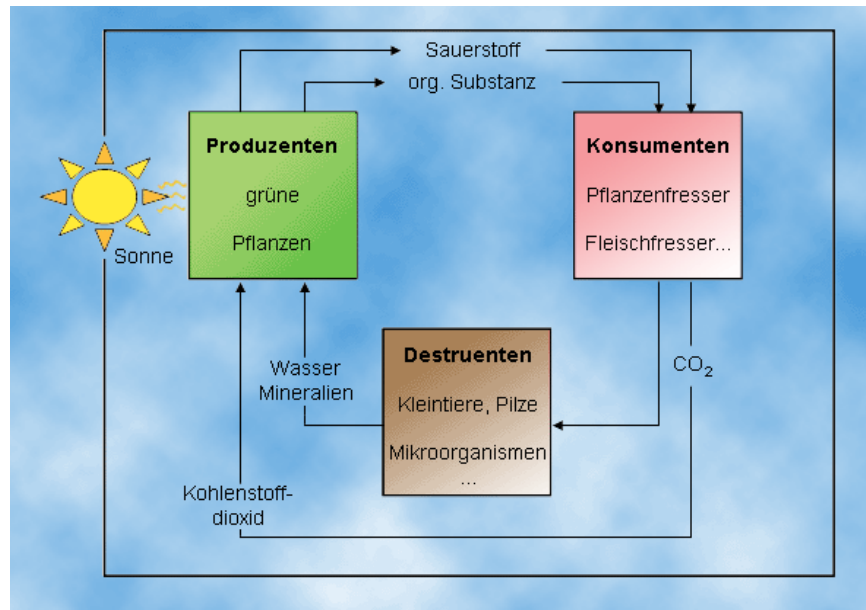 Sauerstoff
org. Substanz
Produzenten
grüne
Pflanzen
Konsumenten
Pflanzenfresser
Fleischfresser...
Sonne
Destruenten
Kleintiere, Pilze
Mikroorganismen
...
Wasser
Mineralien
CO₂
Kohlenstoff-
dioxid